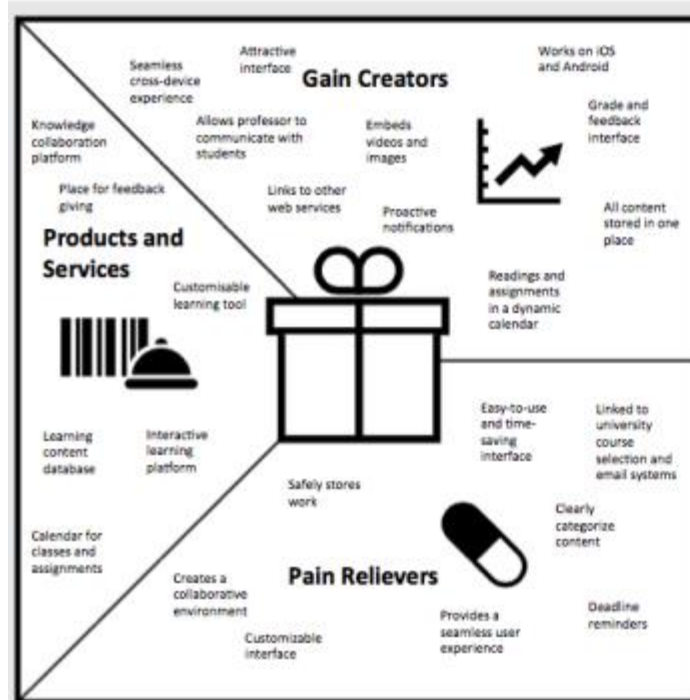 Attractive
interface
Seamless
cross-device
experience
Gain Creators
Works on iOS
and Android
Grade and
feedback
interface
Knowledge
collaboration
platform
Allows professor to
communicate with
students
Embeds
videos and
images
Place for feedback
giving
Links to other
web services
Proactive
notifications
All content
stored in one
place
Products and
Services
Customisable
learning tool
Readings and
assignments
in a dynamic
calendar
Learning
content
database
Interactive
learning
platform
Calendar for
classes and
assignments
Easy-to-use
and time-
saving
interface
Linked to
university
course
selection and
email systems
Safely stores
work
Clearly
categorize
content
Pain Relievers
Creates a
collaborative
environment
Customizable
interface
Provides a
seamless user
experience
Deadline
reminders